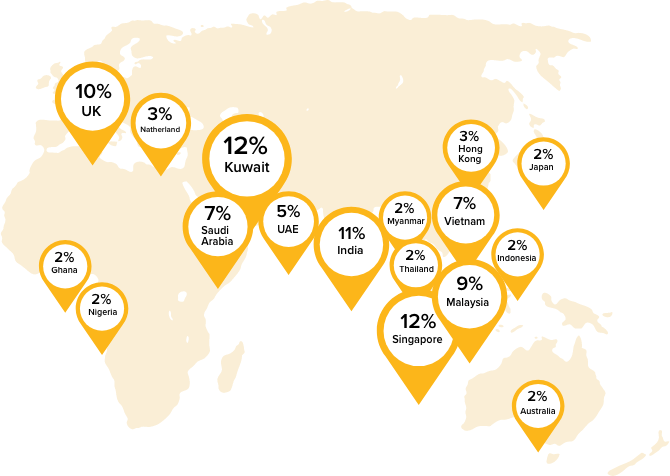 10%
UK
3%
Natherland
12%
Kuwait
3%
Hong
Kong
2%
Japan
7%
Saudi
Arabia
5%
UAE
11%
India
2%
Myanmar
7%
Vietnam
2%
Ghana
2%
Nigeria
2%
Thailand
2%
Indonesia
9%
Malaysia
12%
Singapore
2%
Australia